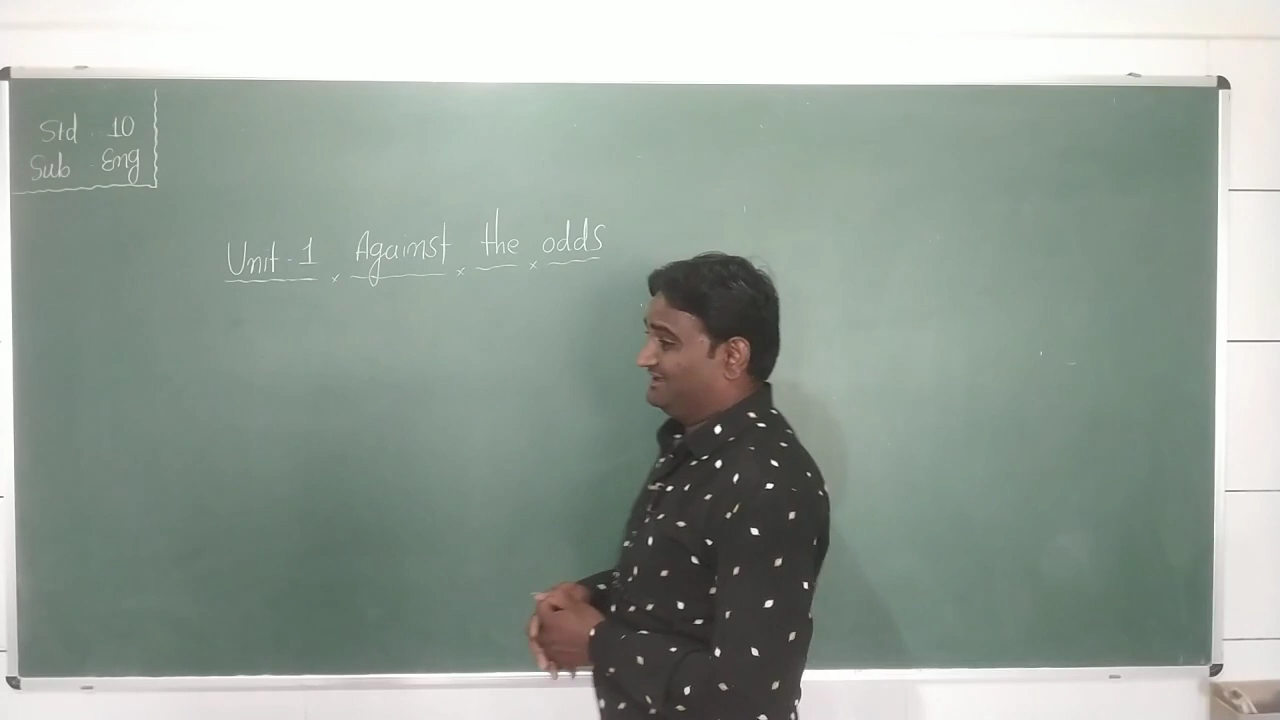 Std - 10
Sub - Eng
Unit - 1 Against the odds